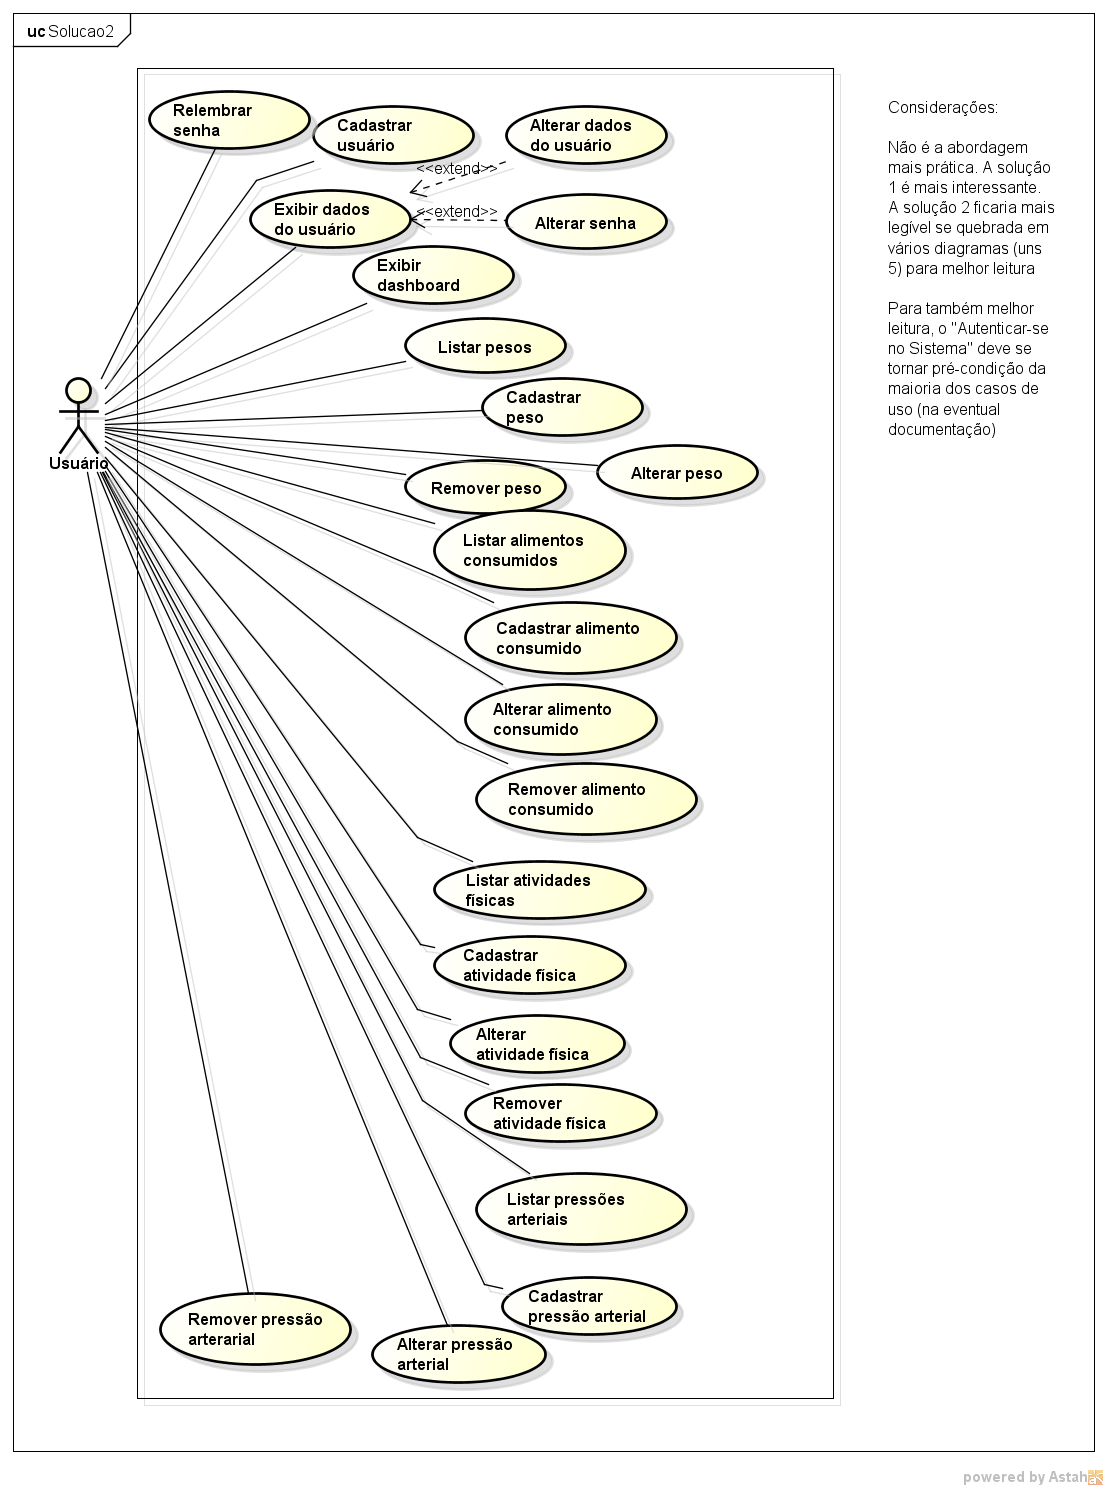 uc Solucao2
Relembrar
senha
Cadastrar
usuário
Alterar dados
do usuário
<<extend>>
Exibir dados
do usuário
<<extend>>
Alterar senha
Exibir
dashboard
Listar pesos
Cadastrar
peso
Usuário
Alterar peso
Remover peso
Listar alimentos
consumidos
Cadastrar alimento
consumido
Alterar alimento
consumido
Remover alimento
consumido
Listar atividades
físicas
Cadastrar
atividade física
Alterar
atividade física
Remover
atividade física
Listar pressões
arteriais
Cadastrar
pressão arterial
Remover pressão
arterarial
Alterar pressão
arterial
Considerações:
Não é a abordagem
mais prática. A solução
1 é mais interessante.
A solução 2 ficaria mais
legível se quebrada em
vários diagramas (uns
5) para melhor leitura
Para também melhor
leitura, o "Autenticar-se
no Sistema" deve se
tornar pré-condição da
maioria dos casos de
uso (na eventual
documentação)
powered by Astah